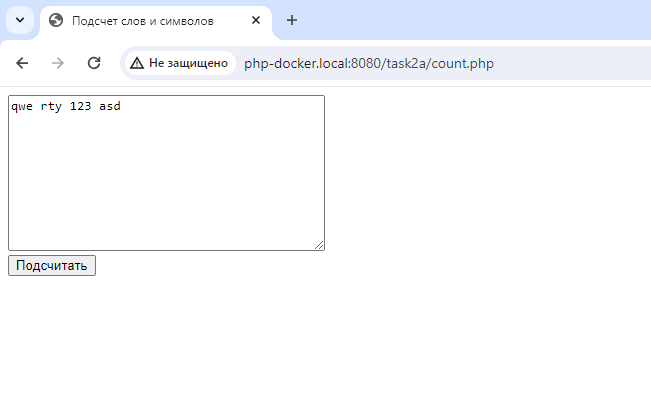 Подсчет слов и символов
Не защищено php-docker.local:8080/task2a/count.php
qwe rty 123 asd
Подсчитать